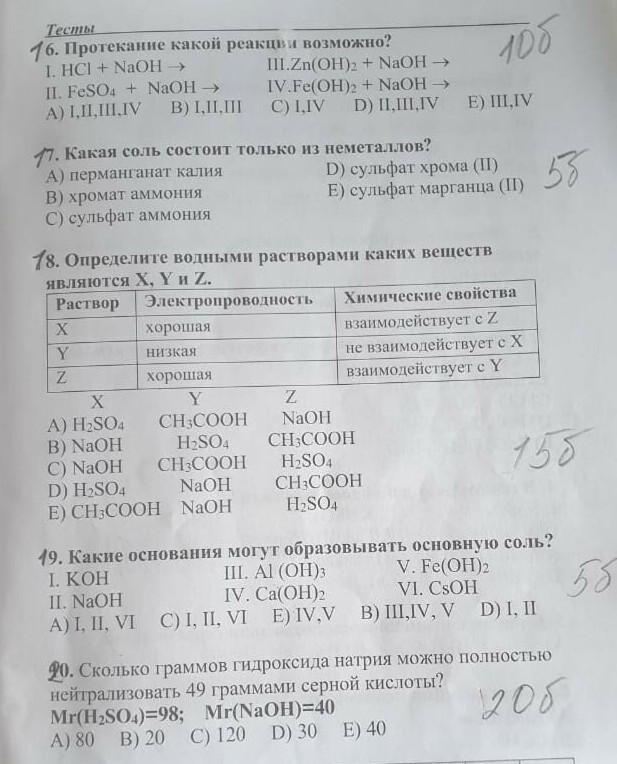 Тесты
16. Протекание какой реакции возможно? 10б
I. HCl + NaOH → III.Zn(OH)₂ + NaOH →
II. FeSO₄ + NaOH → IV.Fe(OH)₂ + NaOH →
A) I,II,III,IV B) I,II,III C) I,IV D) II,III,IV E) III,IV
17. Какая соль состоит только из неметаллов? 5б
A) перманганат калия D) сульфат хрома (II)
B) хромат аммония E) сульфат марганца (II)
C) сульфат аммония
18. Определите водными растворами каких веществ
являются X, Y и Z.
Раствор Электропроводность Химические свойства
X хорошая взаимодействует с Z
Y низкая не взаимодействует с X
Z хорошая взаимодействует с Y
X Y Z
A) H₂SO₄ CH₃COOH NaOH
B) NaOH H₂SO₄ CH₃COOH
C) NaOH CH₃COOH H₂SO₄ 15б
D) H₂SO₄ NaOH CH₃COOH
E) CH₃COOH NaOH H₂SO₄
19. Какие основания могут образовывать основную соль? 5б
I. KOH III. Al (OH)₃ V. Fe(OH)₂
II. NaOH IV. Ca(OH)₂ VI. CsOH
A) I, II, VI C) I, II, VI E) IV,V B) III,IV, V D) I, II
20. Сколько граммов гидроксида натрия можно полностью
нейтрализовать 49 граммами серной кислоты?
Mr(H₂SO₄)=98; Mr(NaOH)=40 20б
A) 80 B) 20 C) 120 D) 30 E) 40